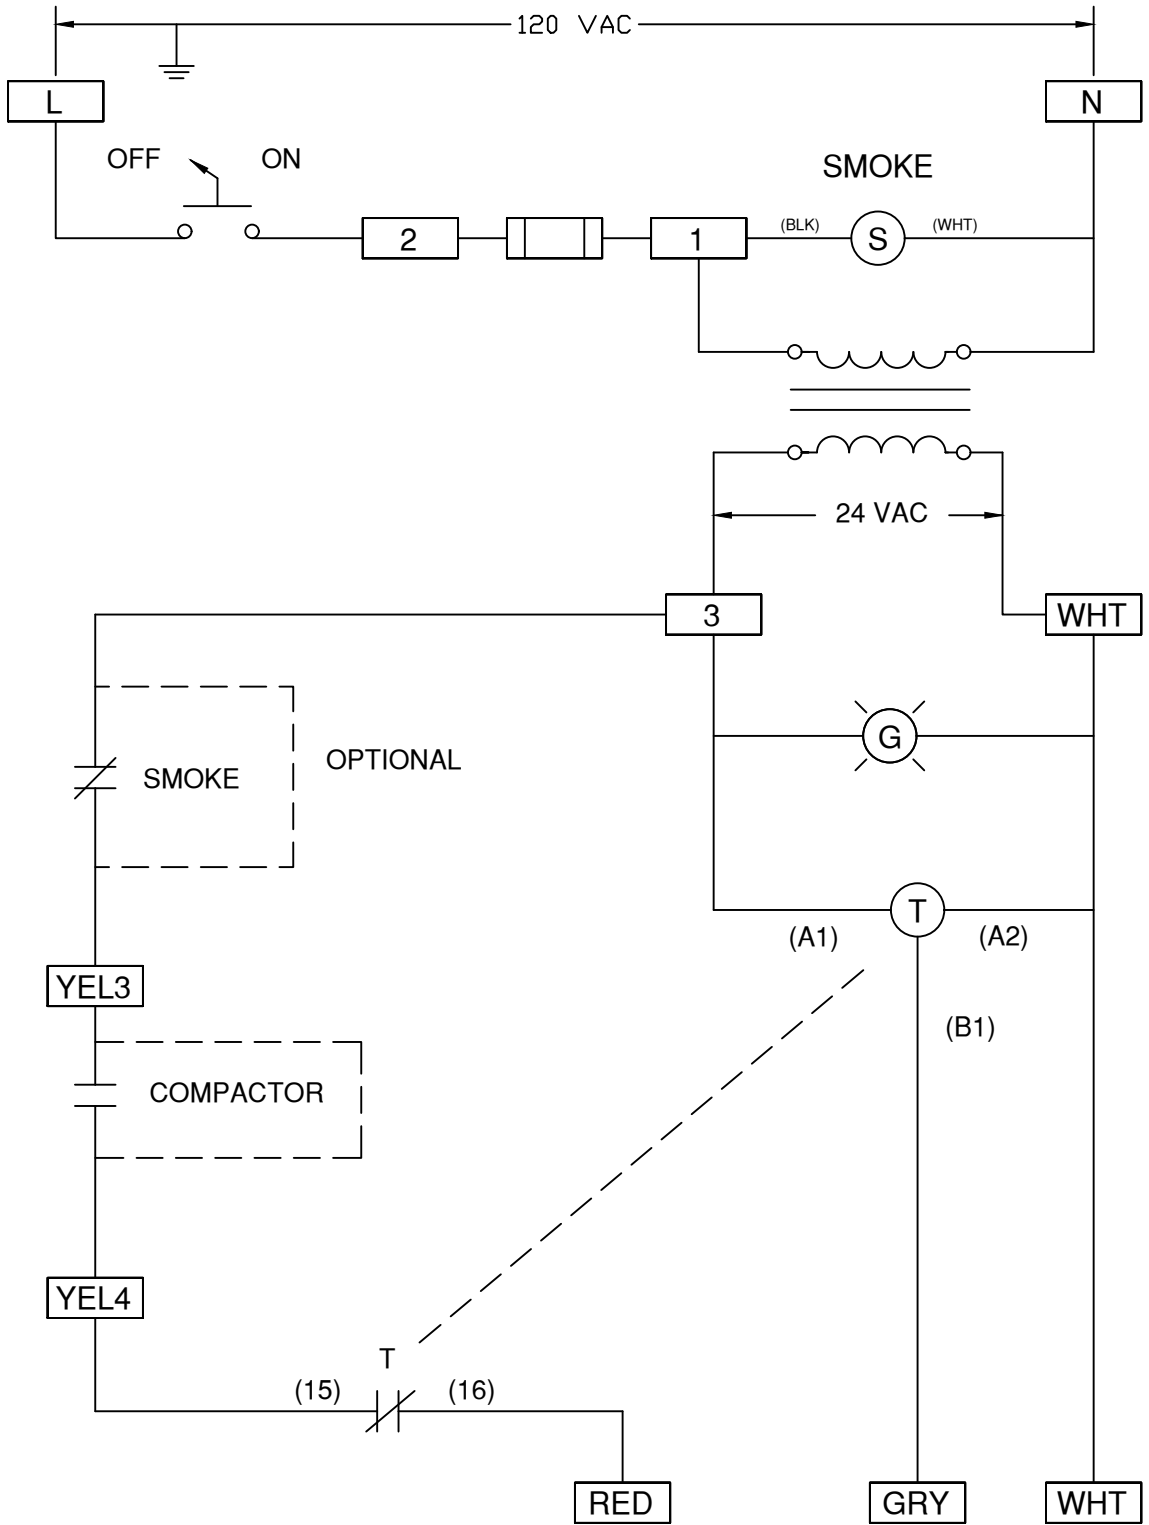 120 VAC
L
N
OFF
ON
SMOKE
2
1
(BLK)
S
(WHT)
24 VAC
3
WHT
G
SMOKE
OPTIONAL
T
(A1)
(A2)
YEL3
(B1)
COMPACTOR
YEL4
T
(15)
(16)
RED
GRY
WHT